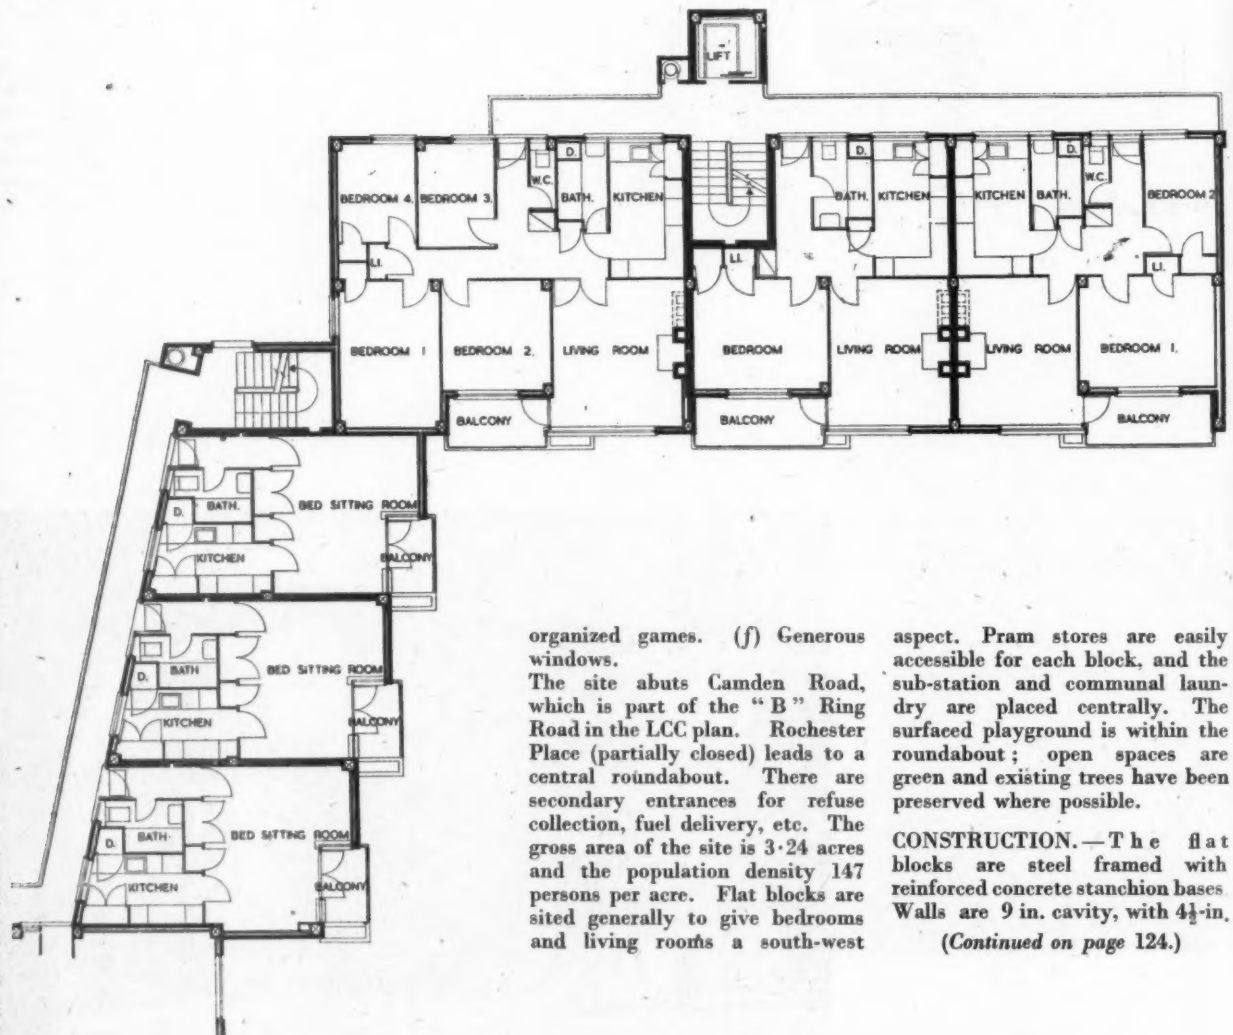 LIFT
D.
D.
D.
W.C.
W.C.
BEDROOM 4. BEDROOM 3. BATH. KITCHEN BATH. KITCHEN KITCHEN BATH. BEDROOM 2
LI.
LI.
LI.
BEDROOM 1 BEDROOM 2. LIVING ROOM BEDROOM LIVING ROOM LIVING ROOM BEDROOM 1.
BALCONY BALCONY BALCONY
BATH. BED SITTING ROOM
D.
KITCHEN BALCONY
BATH BED SITTING ROOM
D.
KITCHEN BALCONY
BATH. BED SITTING ROOM
D.
KITCHEN BALCONY
organized games. (f) Generous
windows.
The site abuts Camden Road,
which is part of the “ B ” Ring
Road in the LCC plan. Rochester
Place (partially closed) leads to a
central roundabout. There are
secondary entrances for refuse
collection, fuel delivery, etc. The
gross area of the site is 3·24 acres
and the population density 147
persons per acre. Flat blocks are
sited generally to give bedrooms
and living rooms a south-west
aspect. Pram stores are easily
accessible for each block, and the
sub-station and communal laun-
dry are placed centrally. The
surfaced playground is within the
roundabout ; open spaces are
green and existing trees have been
preserved where possible.
CONSTRUCTION.—The flat
blocks are steel framed with
reinforced concrete stanchion bases
Walls are 9 in. cavity, with 4½-in.
(Continued on page 124.)